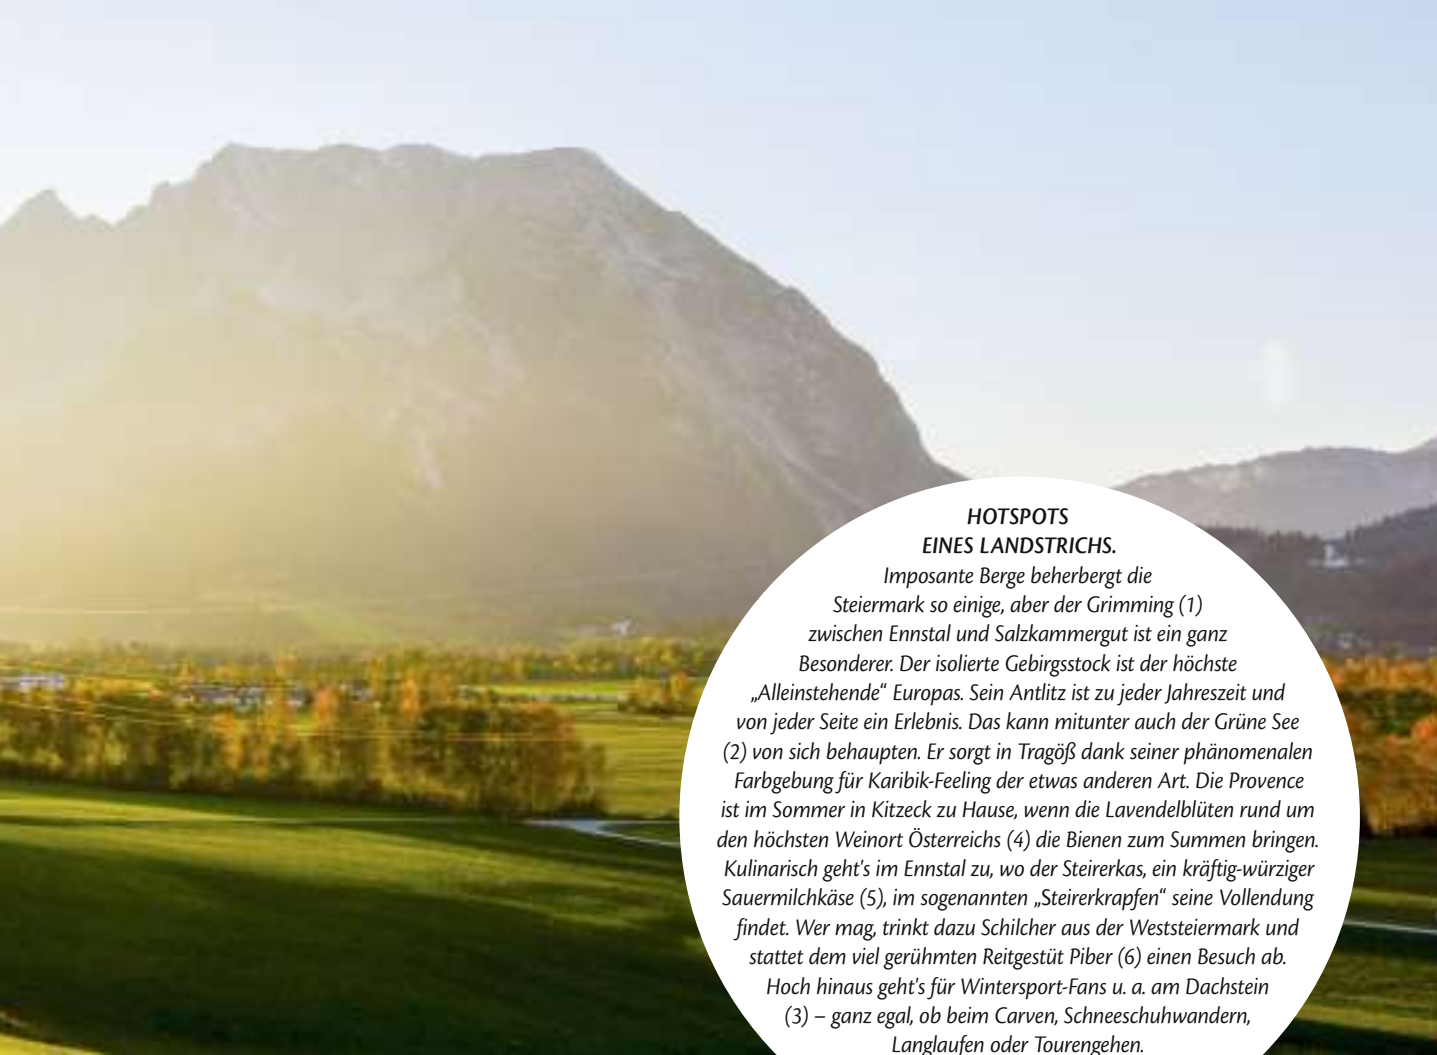 HOTSPOTS
EINES LANDSTRICHS.
Imposante Berge beherbergt die
Steiermark so einige, aber der Grimming (1)
zwischen Ennstal und Salzkammergut ist ein ganz
Besonderer. Der isolierte Gebirgsstock ist der höchste
„Alleinstehende“ Europas. Sein Antlitz ist zu jeder Jahreszeit und
von jeder Seite ein Erlebnis. Das kann mitunter auch der Grüne See
(2) von sich behaupten. Er sorgt in Tragöß dank seiner phänomenalen
Farbgebung für Karibik-Feeling der etwas anderen Art. Die Provence
ist im Sommer in Kitzeck zu Hause, wenn die Lavendelblüten rund um
den höchsten Weinort Österreichs (4) die Bienen zum Summen bringen.
Kulinarisch geht's im Ennstal zu, wo der Steirerkas, ein kräftig-würziger
Sauermilchkäse (5), im sogenannten „Steirerkrapfen“ seine Vollendung
findet. Wer mag, trinkt dazu Schilcher aus der Weststeiermark und
stattet dem viel gerühmten Reitgestüt Piber (6) einen Besuch ab.
Hoch hinaus geht's für Wintersport-Fans u. a. am Dachstein
(3) – ganz egal, ob beim Carven, Schneeschuhwandern,
Langlaufen oder Tourengehen.